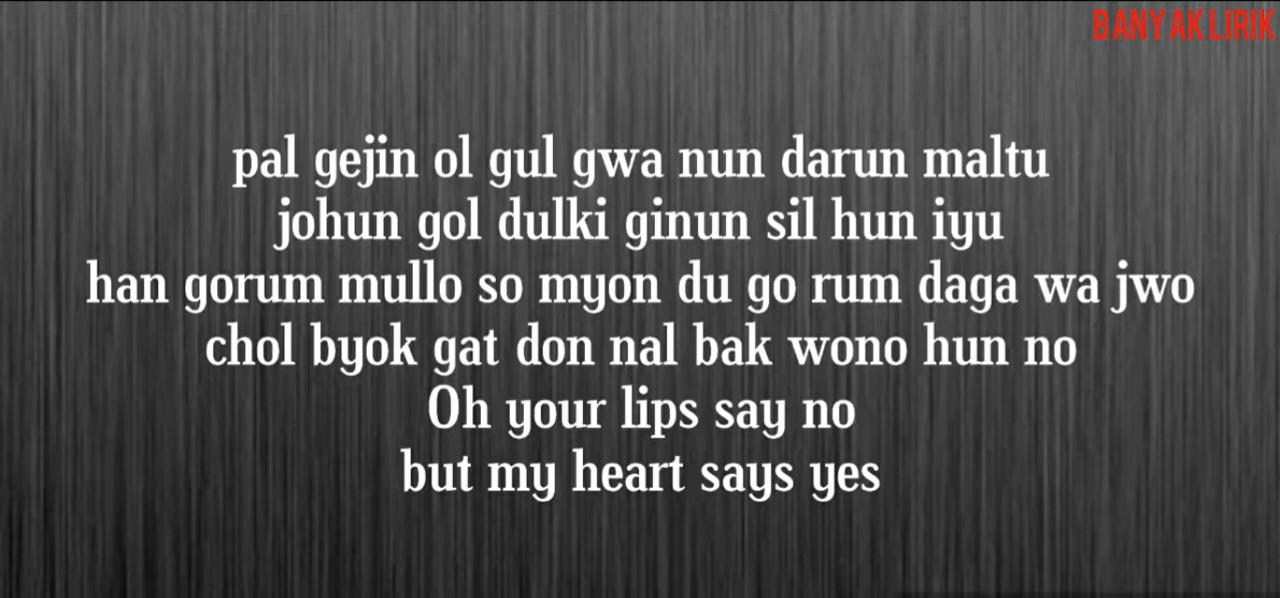 BANYAK LIRIK
pal gejin ol gul gwa nun darun maltu
johun gol dulki ginun sil hun iyu
han gorum mullo so myon du go rum daga wa jwo
chol byok gat don nal bak wono hun no
Oh your lips say no
but my heart says yes